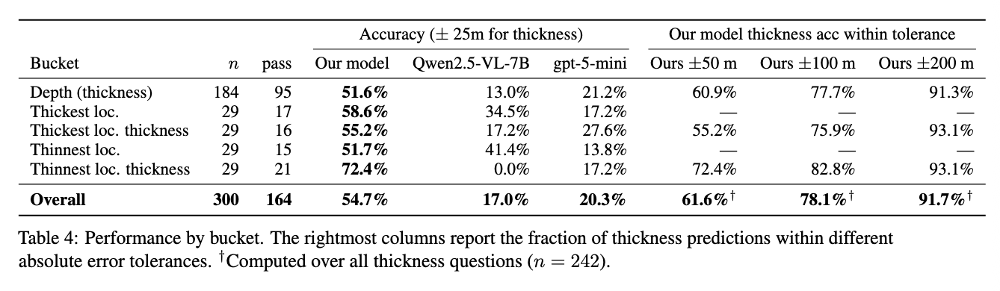 Accuracy (± 25m for thickness) Our model thickness acc within tolerance
Bucket n pass Our model Qwen2.5-VL-7B gpt-5-mini Ours ±50 m Ours ±100 m Ours ±200 m
Depth (thickness) 184 95 51.6% 13.0% 21.2% 60.9% 77.7% 91.3%
Thickest loc. 29 17 58.6% 34.5% 17.2% — — —
Thickest loc. thickness 29 16 55.2% 17.2% 27.6% 55.2% 75.9% 93.1%
Thinnest loc. 29 15 51.7% 41.4% 13.8% — — —
Thinnest loc. thickness 29 21 72.4% 0.0% 17.2% 72.4% 82.8% 93.1%
Overall 300 164 54.7% 17.0% 20.3% 61.6%† 78.1%† 91.7%†
Table 4: Performance by bucket. The rightmost columns report the fraction of thickness predictions within different
absolute error tolerances. †Computed over all thickness questions (n = 242).